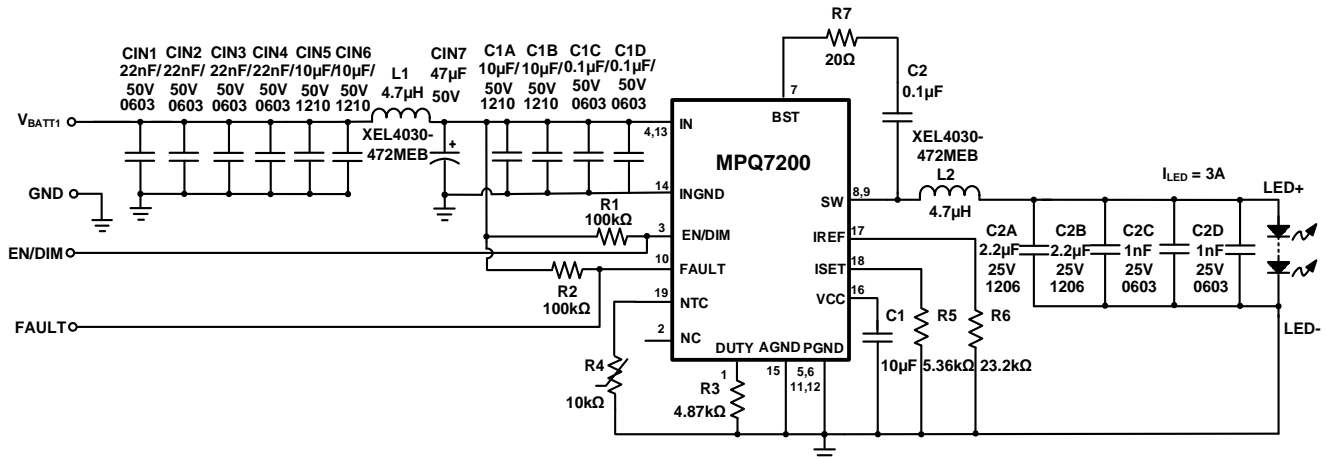 R7
20Ω
C2
0.1µF
CIN1
22nF/
50V
0603
CIN2
22nF/
50V
0603
CIN3
22nF/
50V
0603
CIN4
22nF/
50V
0603
CIN5
10µF/
50V
1210
CIN6
10µF/
50V
1210
L1
4.7µH
XEL4030-
472MEB
CIN7
47µF
50V
+
C1A
10µF/
50V
1210
C1B
10µF/
50V
1210
C1C
0.1µF/
50V
0603
C1D
0.1µF/
50V
0603
VBATT1
GND
EN/DIM
FAULT
R1
100kΩ
R2
100kΩ
R4
10kΩ
MPQ7200
7
BST
4,13
IN
14
INGND
3
EN/DIM
10
FAULT
19
NTC
2
NC
DUTY
1
AGND
15
PGND
5,6
11,12
SW
8,9
IREF
17
ISET
18
VCC
16
R3
4.87kΩ
C1
10µF
R5
5.36kΩ
R6
23.2kΩ
XEL4030-
472MEB
L2
4.7µH
ILED = 3A
C2A
2.2µF
25V
1206
C2B
2.2µF
25V
1206
C2C
1nF
25V
0603
C2D
1nF
25V
0603
LED+
LED-